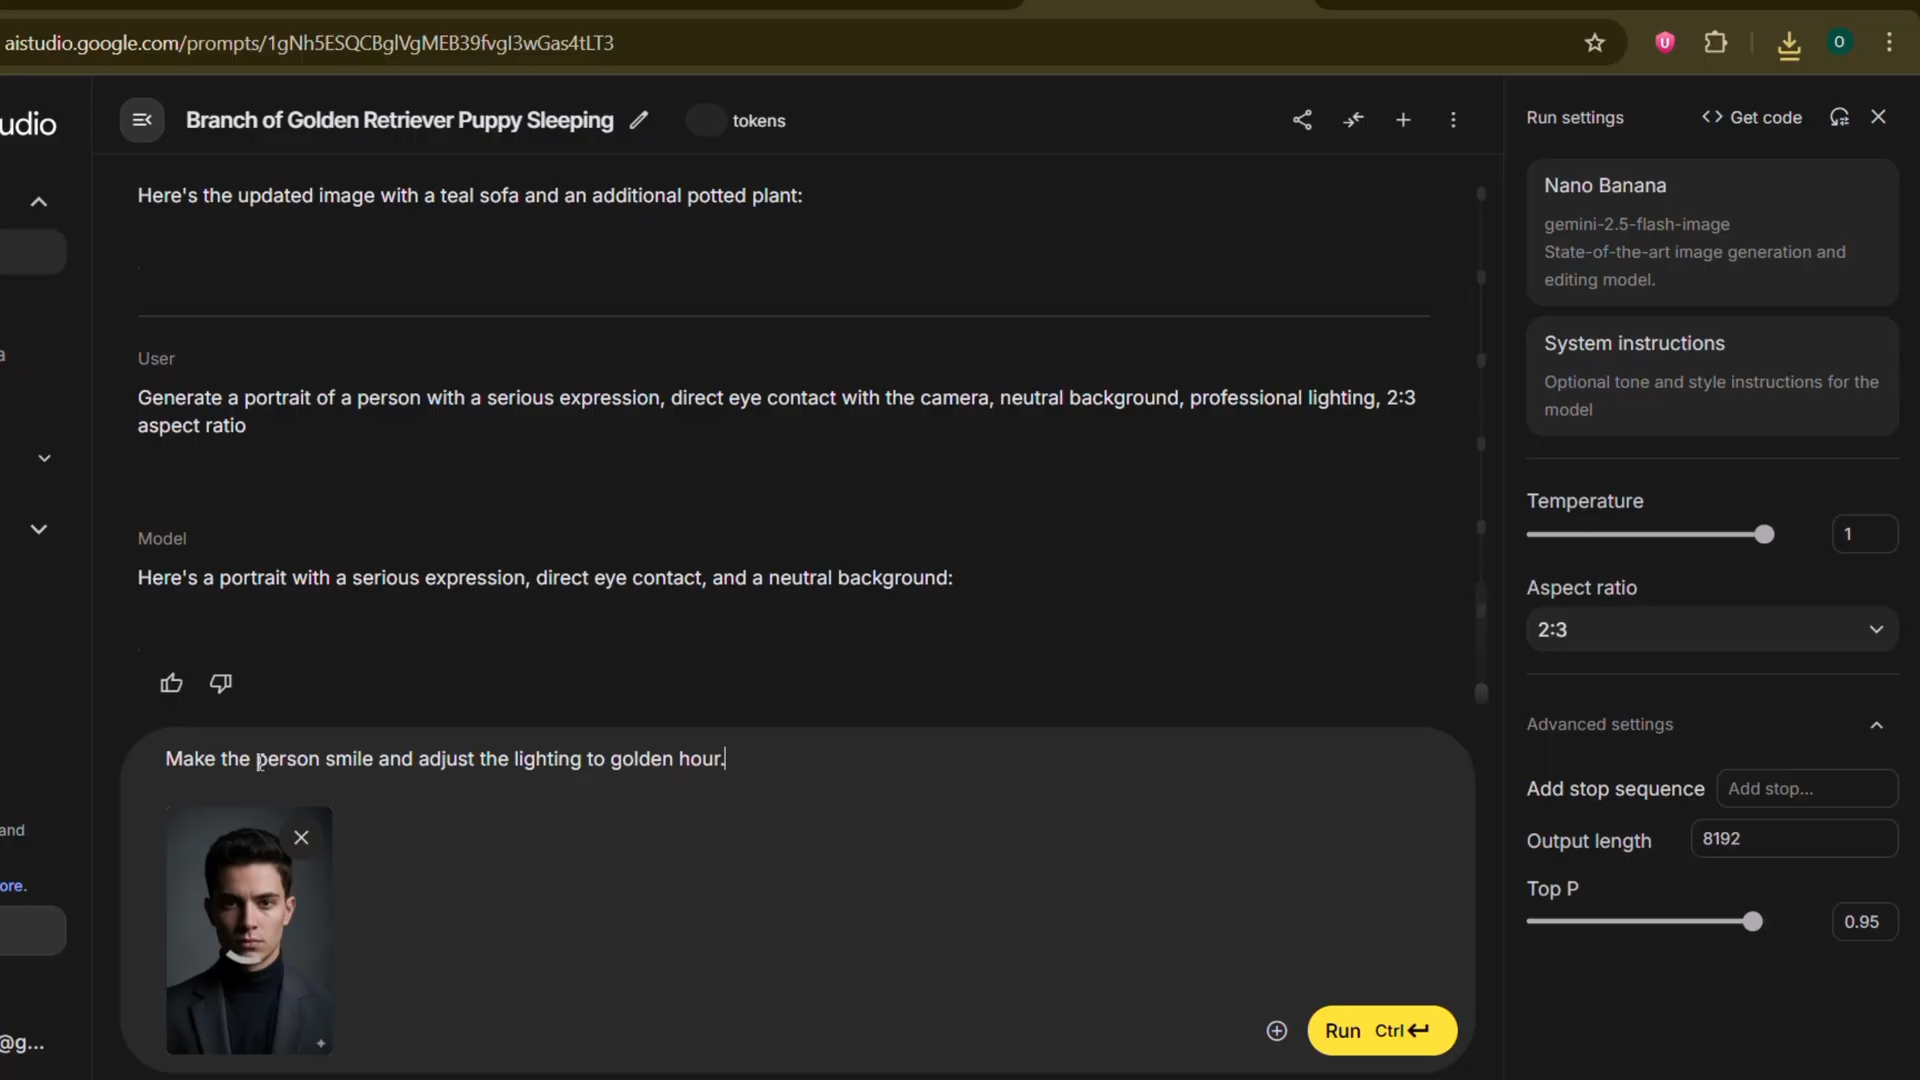 aistudio.google.com/prompts/1gNh5ESQCBglVgMEB39fvgI3wGas4tLT3
O
udio
Branch of Golden Retriever Puppy Sleeping
tokens
Here's the updated image with a teal sofa and an additional potted plant:
User
Generate a portrait of a person with a serious expression, direct eye contact with the camera, neutral background, professional lighting, 2:3
aspect ratio
Model
Here's a portrait with a serious expression, direct eye contact, and a neutral background:
Make the person smile and adjust the lighting to golden hour.
Run Ctrl
a
and
ore.
@g...
Run settings
Get code
Nano Banana
gemini-2.5-flash-image
State-of-the-art image generation and
editing model.
System instructions
Optional tone and style instructions for the
model
Temperature
1
Aspect ratio
2:3
Advanced settings
Add stop sequence
Add stop...
Output length
8192
Top P
0.95